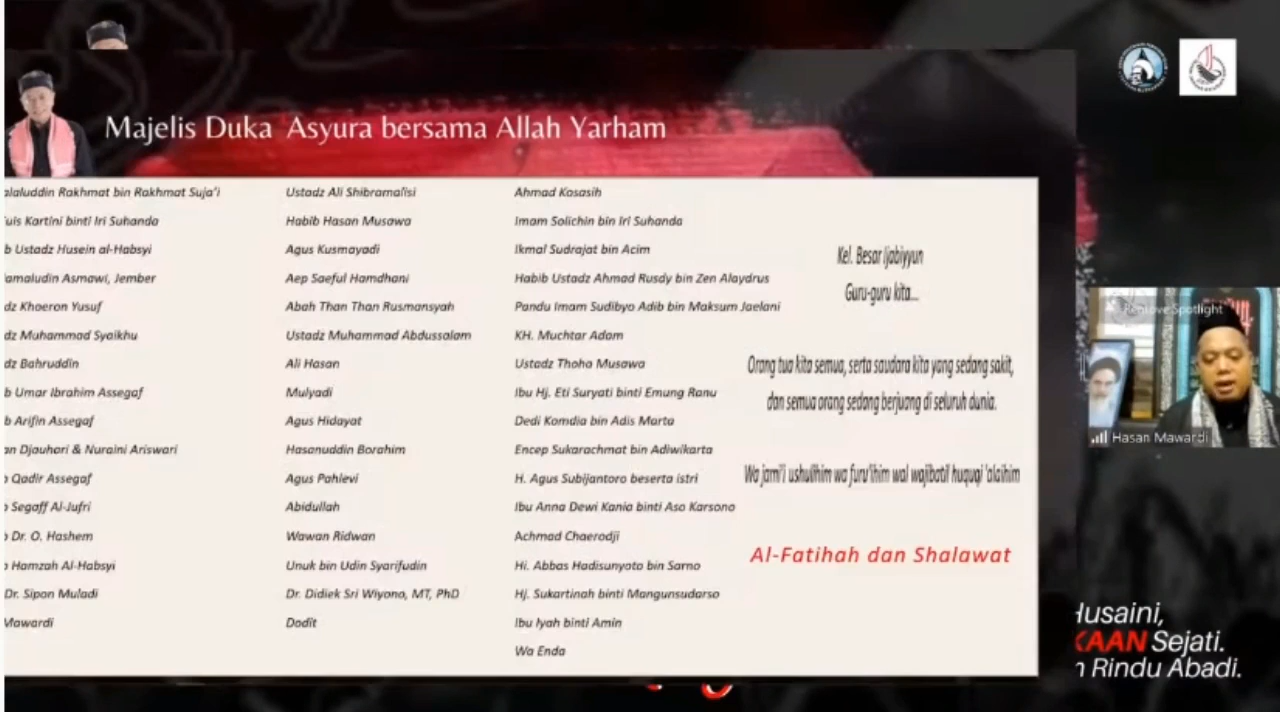 Majelis Duka Asyura bersama Allah Yarham
alaluddin Rakhmat bin Rakhmat Suja'i
Kartini binti Iri Suhanda
b Ustadz Husein al-Habsyi
amaludin Asmawi, Jember
dz Khoeron Yusuf
dz Muhammad Syaikhu
dz Bahruddin
b Umar Ibrahim Assegaf
b Arifin Assegaf
an Djauhari & Nuraini Ariswari
Qadir Assegaf
Segaff Al-Jufri
Dr. O. Hashem
Hamzah Al-Habsyi
Dr. Sipon Muladi
Mawardi
Ustadz Ali Shibramalisi
Habib Hasan Musawa
Agus Kusmayadi
Aep Saeful Hamdhani
Abah Than Than Rusmansyah
Ustadz Muhammad Abdussalam
Ali Hasan
Mulyadi
Agus Hidayat
Hasanuddin Borahim
Agus Pahlevi
Abidullah
Wawan Ridwan
Unuk bin Udin Syarifudin
Dr. Didiek Sri Wiyono, MT, PhD
Dodit
Ahmad Kosasih
Imam Solichin bin Iri Suhanda
Ikmal Sudrajat bin Acim
Habib Ustadz Ahmad Rusdy bin Zen Alaydrus
Pandu Imam Sudibyo Adib bin Maksum Jaelani
KH. Muchtar Adam
Ustadz Thoha Musawa
Ibu Hj. Eti Suryati binti Emung Ranu
Dedi Komdia bin Adis Marta
Encep Sukarachmat bin Adiwikarta
H. Agus Subijantoro beserta istri
Ibu Anna Dewi Kania binti Aso Karsono
Achmad Chaerodji
Hi. Abbas Hadisunyoto bin Sarno
Hj. Sukartinah binti Mangunsudarso
Ibu Iyah binti Amin
Wa Enda
Kel. Besar Ijabiyyun
Guru-guru kita...
Orang tua kita semua, serta saudara kita yang sedang sakit,
dan semua orang sedang berjuang di seluruh dunia.
Wa jami'i ushulihim wa furu'ihim wal wajibatil huquqi 'alaihim
Al-Fatihah dan Shalawat
Remove Spotlight
Hasan Mawardi
Husaini,
KAAN Sejati.
n Rindu Abadi.